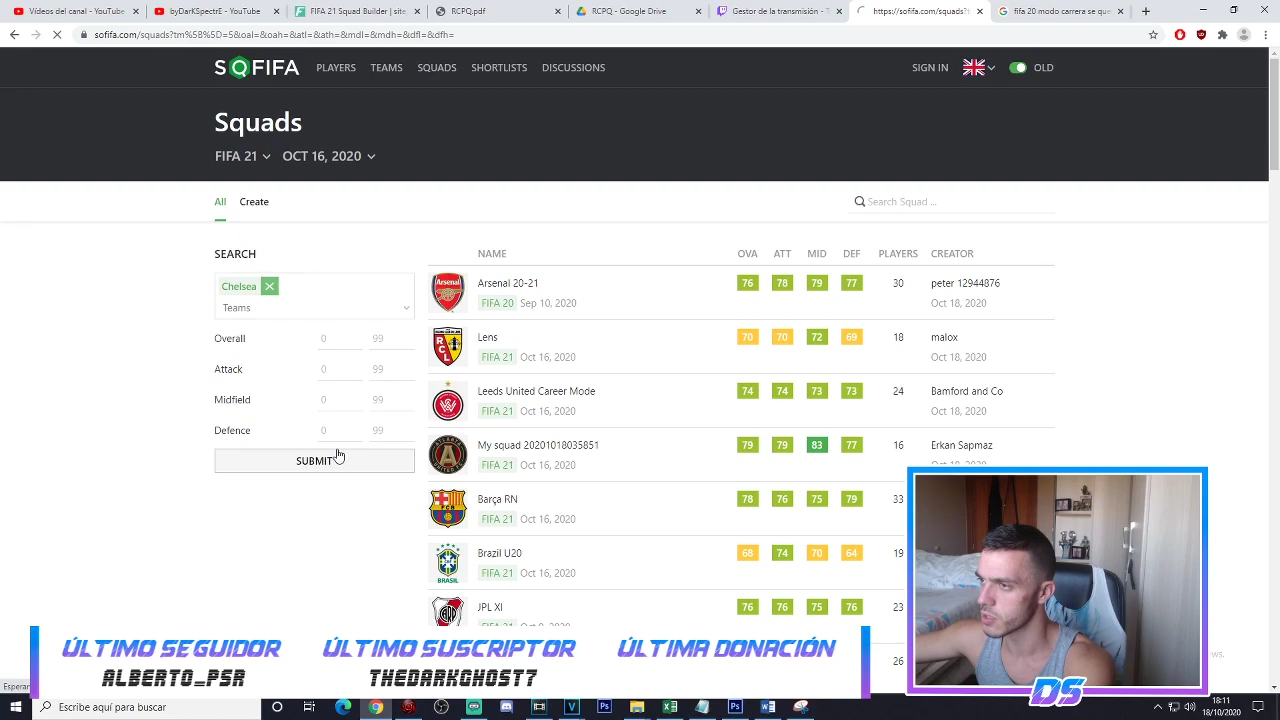 Vídeos del canal - YouTube
byDarkSpectrE - YouTube
FIFA 21 Squad Builder | site
RCPQ.pdf
RCPQ - Google Drive
Gestor de transmisión - T
https://sofifa.com/squads?tm
fifa 20 modo carrera se que
sofifa.com/squads?tm%5B%5D=5&oal=&oah=&atl=&ath=&mdl=&mdh=&dfl=&dfh=
SOFIFA PLAYERS TEAMS SQUADS SHORTLISTS DISCUSSIONS SIGN IN OLD
Squads
FIFA 21 OCT 16, 2020
All Create Search Squad ...
SEARCH NAME OVA ATT MID DEF PLAYERS CREATOR
Chelsea
Teams
Overall 0 99
Attack 0 99
Midfield 0 99
Defence 0 99
SUBMIT
Arsenal 20-21 76 78 79 77 30 peter 12944876
FIFA 20 Sep 10, 2020 Oct 18, 2020
Lens 70 70 72 69 18 malox
FIFA 21 Oct 16, 2020 Oct 18, 2020
Leeds United Career Mode 74 74 73 73 24 Bamford and Co
FIFA 21 Oct 16, 2020 Oct 18, 2020
My squad 20201018035851 79 79 83 77 16 Erkan Sapmaz
FIFA 21 Oct 16, 2020 Oct 18, 2020
Barça RN 78 76 75 79 33
FIFA 21 Oct 16, 2020
Brazil U20 68 74 70 64 19
FIFA 21 Oct 16, 2020
JPL XI 76 76 75 76 23
FIFA 21
26
ÚLTIMO SEGUIDOR ÚLTIMO SUSCRIPTOR ÚLTIMA DONACIÓN
ALBERTO_PSR THEDARKGHOST7
DS
Escribe aquí para buscar
18:11
18/10/2020